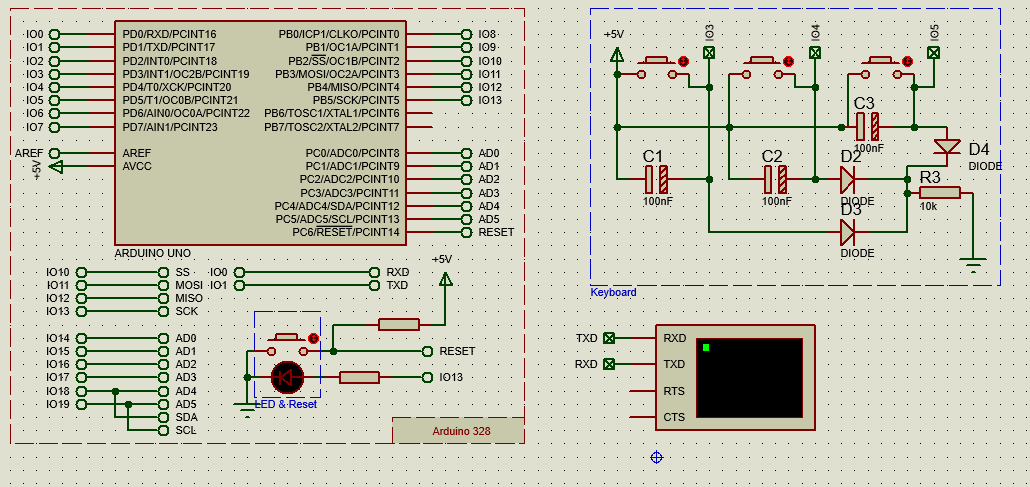 IO0 PD0/RXD/PCINT16 PB0/ICP1/CLKO/PCINT0 IO8
IO1 PD1/TXD/PCINT17 PB1/OC1A/PCINT1 IO9
IO2 PD2/INT0/PCINT18 PB2/SS/OC1B/PCINT2 IO10
IO3 PD3/INT1/OC2B/PCINT19 PB3/MOSI/OC2A/PCINT3 IO11
IO4 PD4/T0/XCK/PCINT20 PB4/MISO/PCINT4 IO12
IO5 PD5/T1/OC0B/PCINT21 PB5/SCK/PCINT5 IO13
IO6 PD6/AIN0/OC0A/PCINT22 PB6/TOSC1/XTAL1/PCINT6
IO7 PD7/AIN1/PCINT23 PB7/TOSC2/XTAL2/PCINT7
AREF AREF PC0/ADC0/PCINT8 AD0
+5V AVCC PC1/ADC1/PCINT9 AD1
PC2/ADC2/PCINT10 AD2
PC3/ADC3/PCINT11 AD3
PC4/ADC4/SDA/PCINT12 AD4
PC5/ADC5/SCL/PCINT13 AD5
PC6/RESET/PCINT14 RESET
ARDUINO UNO
IO10 SS IO0 RXD
IO11 MOSI IO1 TXD
IO12 MISO
IO13 SCK
+5V
IO14 AD0
IO15 AD1
IO16 AD2
IO17 AD3
IO18 AD4
IO19 AD5
SDA
SCL
RESET
IO13
LED & Reset
Arduino 328
+5V IO3 IO4 IO5
C3
100nF
C1
100nF
C2
100nF
D2
DIODE
D3
DIODE
D4
DIODE
R3
10k
Keyboard
TXD RXD
RXD TXD
RTS
CTS